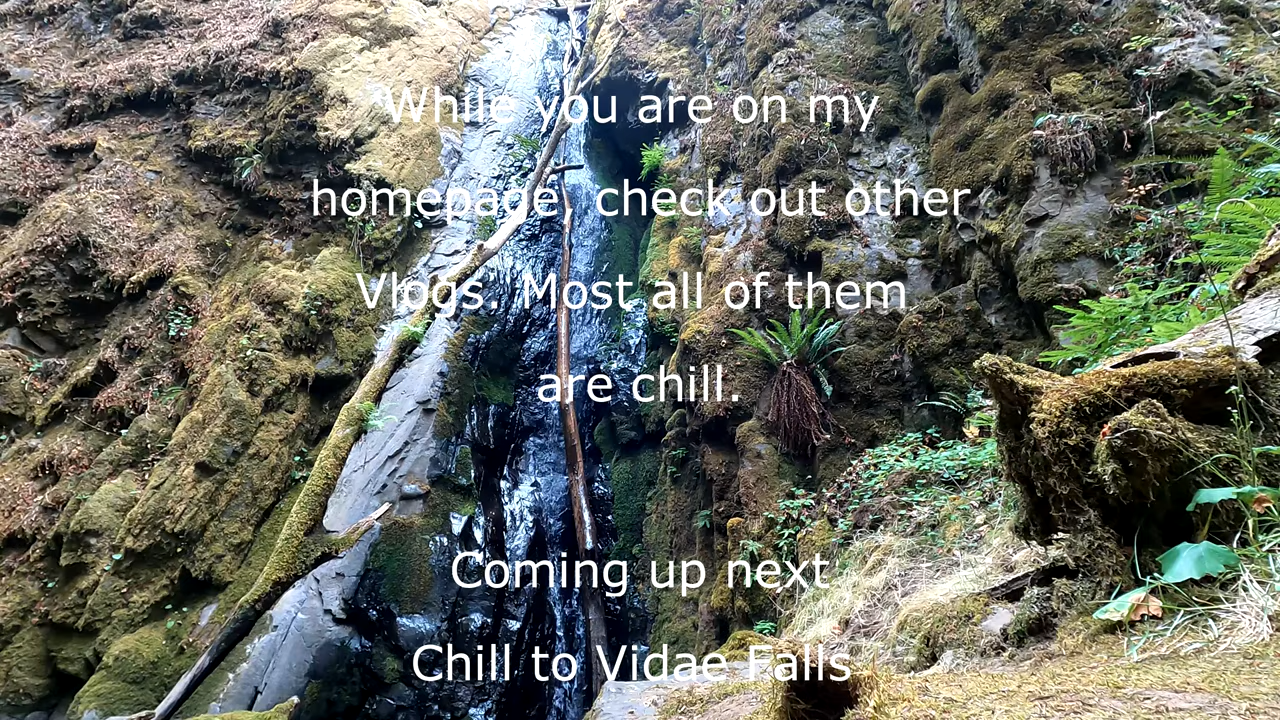 While you are on my
homepage, check out other
Vlogs. Most all of them
are chill.
Coming up next
Chill to Vidae Falls